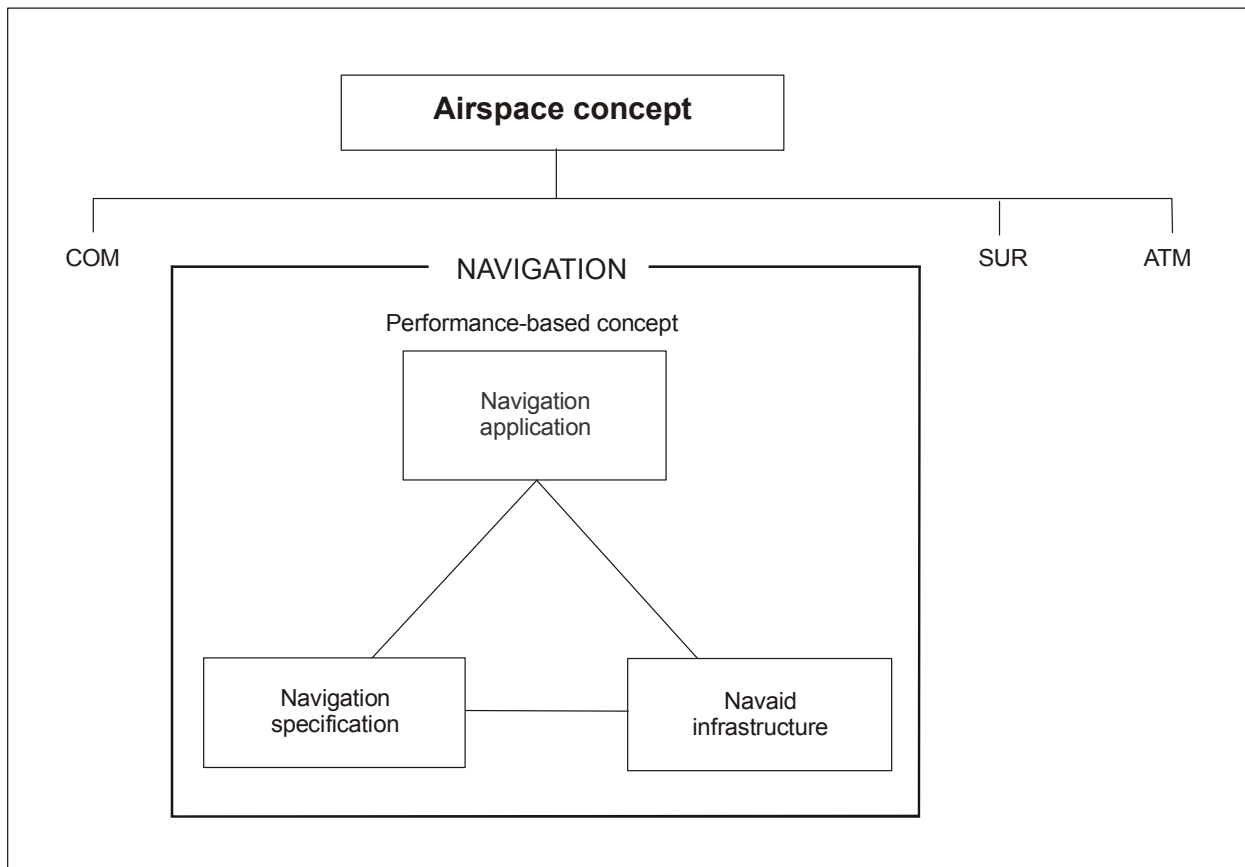 Airspace concept
COM
SUR
ATM
NAVIGATION
Performance-based concept
Navigation
application
Navigation
specification
Navaid
infrastructure